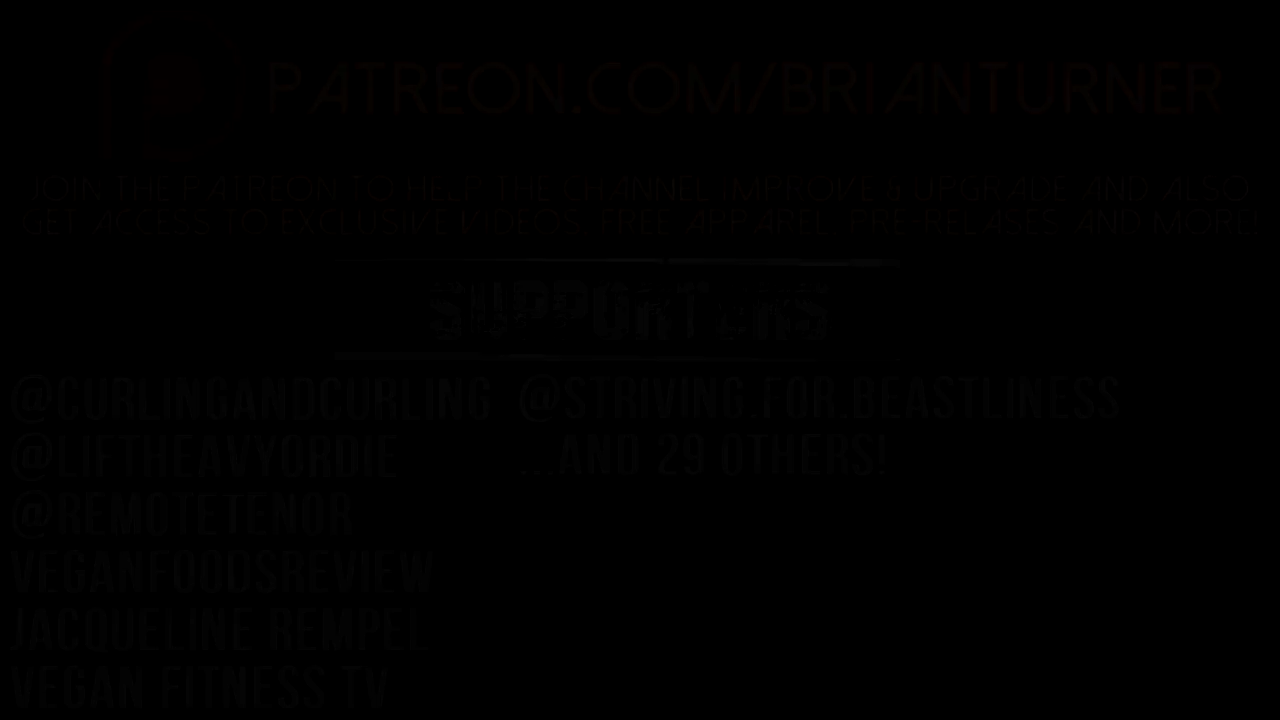 PATREON.COM/BRIANTURNER
JOIN THE PATREON TO HELP THE CHANNEL IMPROVE & UPGRADE AND ALSO
GET ACCESS TO EXCLUSIVE VIDEOS, FREE APPAREL, PRE-RELASES AND MORE!
SUPPORTERS
@CURLINGANDCURLING @STRIVING.FOR.BEASTLINESS
@LIFTHEAVYORDIE ...AND 29 OTHERS!
@REMOTETENOR
VEGANFOODSREVIEW
JACQUELINE REMPEL
VEGAN FITNESS TV